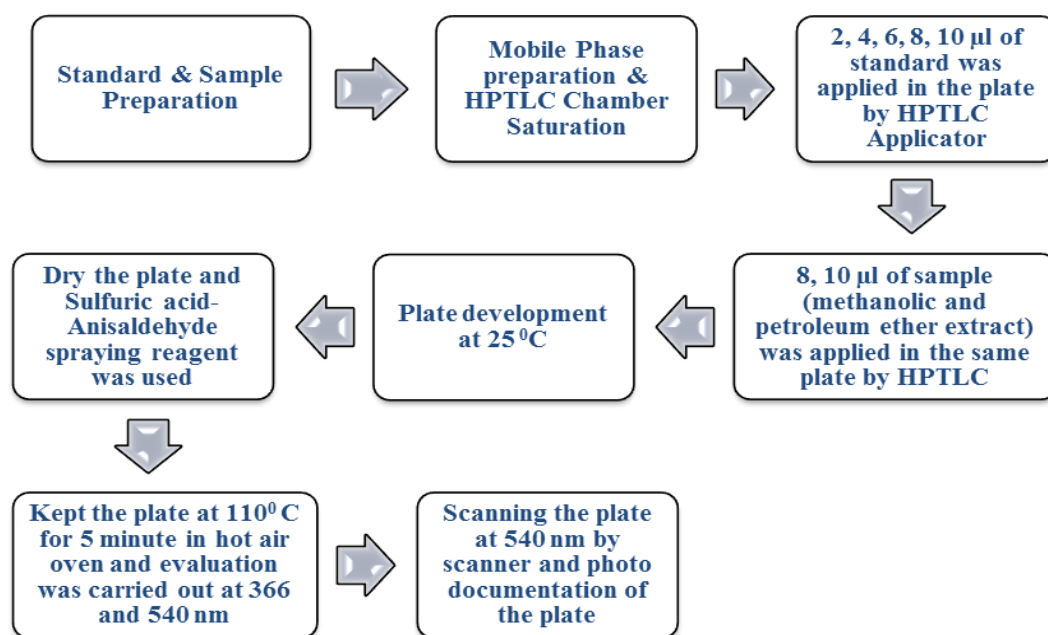 Standard & Sample
Preparation
Mobile Phase
preparation &
HPTLC Chamber
Saturation
2, 4, 6, 8, 10 µl of
standard was
applied in the plate
by HPTLC
Applicator
8, 10 µl of sample
(methanolic and
petroleum ether extract)
was applied in the same
plate by HPTLC
Plate development
at 25 ⁰C
Dry the plate and
Sulfuric acid-
Anisaldehyde
spraying reagent
was used
Kept the plate at 110⁰ C
for 5 minute in hot air
oven and evaluation
was carried out at 366
and 540 nm
Scanning the plate
at 540 nm by
scanner and photo
documentation of
the plate